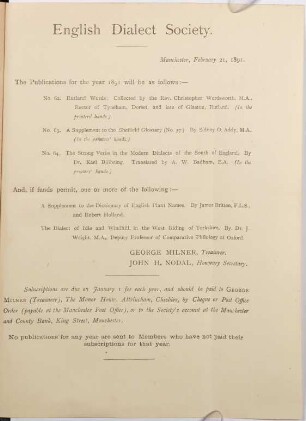 English Dialect Society.
Manchester, February 21, 1891.
The Publications for the year 1891 will be as follows:—
No. 62. Rutland Words. Collected by the Rev. Christopher Wordsworth, M.A.,
Rector of Tyneham, Dorset, and late of Glaston, Rutland. (In the
printers' hands.)
No. 63. A Supplement to the Sheffield Glossary (No. 57). By Sidney O. Addy, M.A.
(In the printers' hands.)
No. 64. The Strong Verbs in the Modern Dialects of the South of England. By
Dr. Karl Bülbring. Translated by A. W. Badham, B.A. (In the
printers' hands.)
And, if funds permit, one or more of the following:—
A Supplement to the Dictionary of English Plant Names. By James Britten, F.L.S.,
and Robert Holland.
The Dialect of Idle and Windhill in the West Riding of Yorkshire. By Dr. J.
Wright, M.A., Deputy Professor of Comparative Philology at Oxford.
GEORGE MILNER, Treasurer.
JOHN H. NODAL, Honorary Secretary.
Subscriptions are due on January 1 for each year, and should be paid to GEORGE
MILNER (Treasurer), The Manor House, Altrincham, Cheshire, by Cheque or Post Office
Order (payable at the Manchester Post Office), or to the Society's account at the Manchester
and County Bank, King Street, Manchester.
No publications for any year are sent to Members who have not paid their
subscriptions for that year.